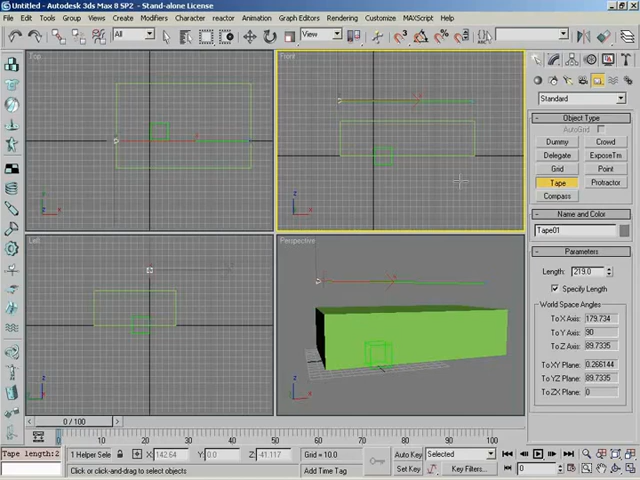 Untitled - Autodesk 3ds Max 8 SP2 - Stand-alone License
File Edit Tools Group Views Create Modifiers Character reactor Animation Graph Editors Rendering Customize MAXScript Help
All View
Top Front
Standard
Object Type
AutoGrid
Dummy Crowd
Delegate ExposeTm
Grid Point
Tape Protractor
Compass
Name and Color
Tape01
Parameters
Length: 219.0
Specify Length
World Space Angles
To X Axis: 179.734
To Y Axis: 90
To Z Axis: 89.7335
To XY Plane: 0.266144
To YZ Plane: 89.7335
To ZX Plane: 0
Left Perspective
0 / 100
0 10 20 30 40 50 60 70 80 90 100
Tape length:2 1 Helper Sele X: 142.64 Y: 0.0 Z: -41.117 Grid = 10.0 Auto Key Selected
Click or click-and-drag to select objects Add Time Tag Set Key Key Filters... 0